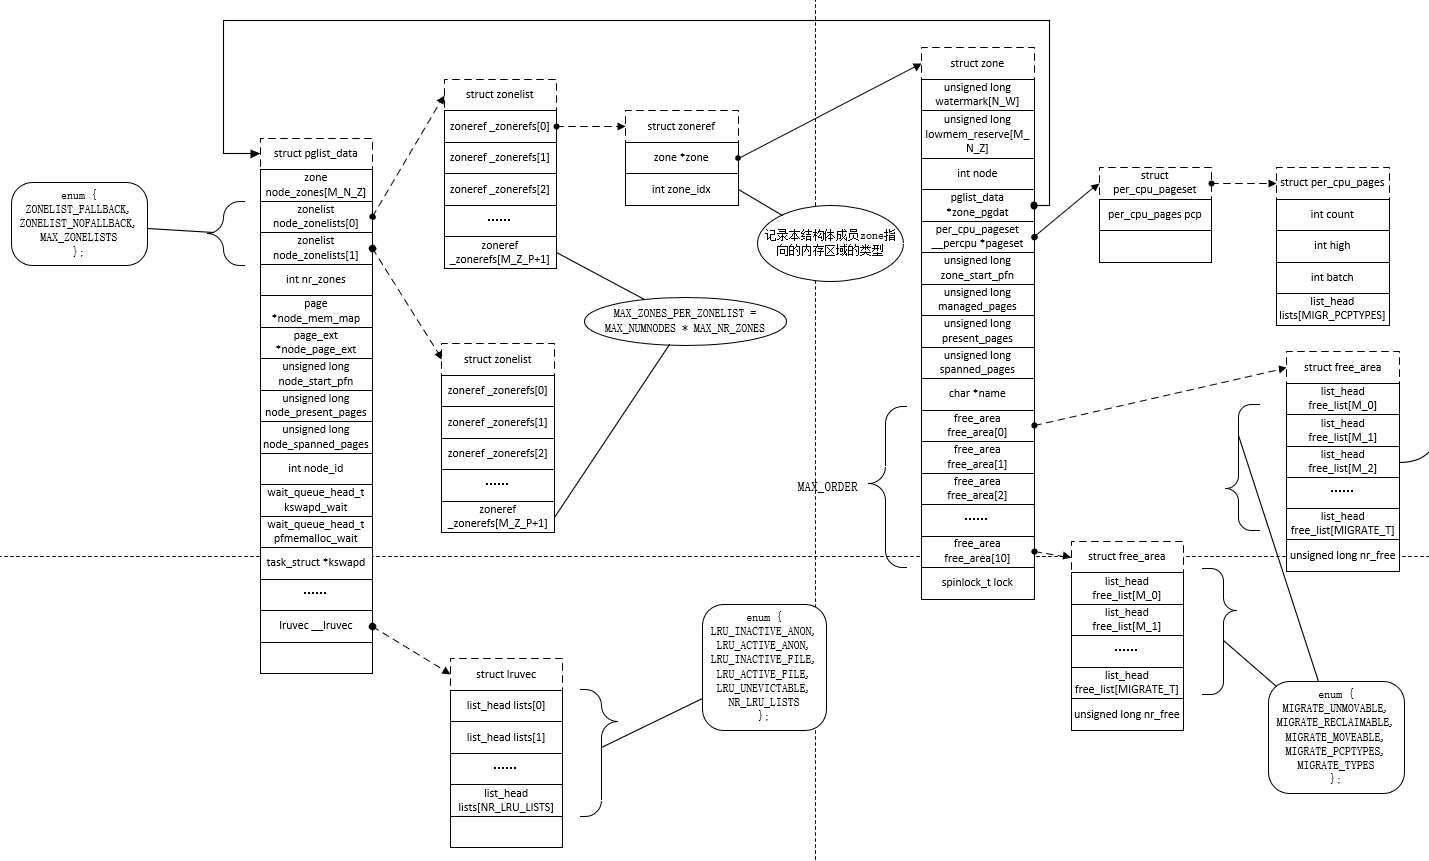 enum {
ZONELIST_FALLBACK,
ZONELIST_NOFALLBACK,
MAX_ZONELISTS
};
struct pglist_data
zone
node_zones[M_N_Z]
zonelist
node_zonelists[0]
zonelist
node_zonelists[1]
int nr_zones
page
*node_mem_map
page_ext
*node_page_ext
unsigned long
node_start_pfn
unsigned long
node_present_pages
unsigned long
node_spanned_pages
int node_id
wait_queue_head_t
kswapd_wait
wait_queue_head_t
pfmemalloc_wait
task_struct *kswapd
......
lruvec __lruvec
struct zonelist
zoneref _zonerefs[0]
zoneref _zonerefs[1]
zoneref _zonerefs[2]
......
zoneref
_zonerefs[M_Z_P+1]
struct zonelist
zoneref _zonerefs[0]
zoneref _zonerefs[1]
zoneref _zonerefs[2]
......
zoneref
_zonerefs[M_Z_P+1]
struct zoneref
zone *zone
int zone_idx
记录本结构体成员zone指
向的内存区域的类型
MAX_ZONES_PER_ZONELIST =
MAX_NUMNODES * MAX_NR_ZONES
struct lruvec
list_head lists[0]
list_head lists[1]
......
list_head
lists[NR_LRU_LISTS]
enum {
LRU_INACTIVE_ANON,
LRU_ACTIVE_ANON,
LRU_INACTIVE_FILE,
LRU_ACTIVE_FILE,
LRU_UNEVICTABLE,
NR_LRU_LISTS
};
struct zone
unsigned long
watermark[N_W]
unsigned long
lowmem_reserve[M_
N_Z]
int node
pglist_data
*zone_pgdat
per_cpu_pageset
__percpu *pageset
unsigned long
zone_start_pfn
unsigned long
managed_pages
unsigned long
present_pages
unsigned long
spanned_pages
char *name
free_area
free_area[0]
free_area
free_area[1]
free_area
free_area[2]
......
free_area
free_area[10]
spinlock_t lock
MAX_ORDER
struct
per_cpu_pageset
per_cpu_pages pcp
struct per_cpu_pages
int count
int high
int batch
list_head
lists[MIGR_PCPTYPES]
struct free_area
list_head
free_list[M_0]
list_head
free_list[M_1]
list_head
free_list[M_2]
......
list_head
free_list[MIGRATE_T]
unsigned long nr_free
struct free_area
list_head
free_list[M_0]
list_head
free_list[M_1]
......
list_head
free_list[MIGRATE_T]
unsigned long nr_free
enum {
MIGRATE_UNMOVABLE,
MIGRATE_RECLAIMABLE,
MIGRATE_MOVEABLE,
MIGRATE_PCPTYPES,
MIGRATE_TYPES
};